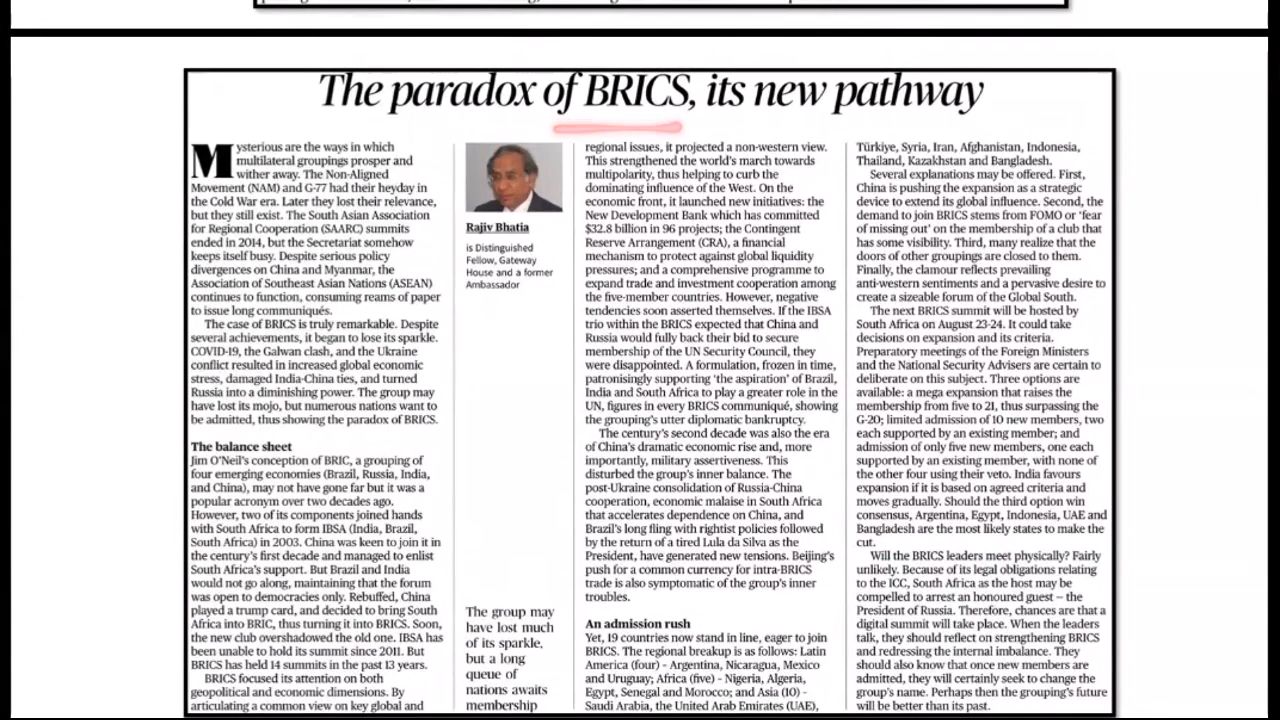 The paradox of BRICS, its new pathway
Mysterious are the ways in which
multilateral groupings prosper and
wither away. The Non-Aligned
Movement (NAM) and G-77 had their heyday in
the Cold War era. Later they lost their relevance,
but they still exist. The South Asian Association
for Regional Cooperation (SAARC) summits
ended in 2014, but the Secretariat somehow
keeps itself busy. Despite serious policy
divergences on China and Myanmar, the
Association of Southeast Asian Nations (ASEAN)
continues to function, consuming reams of paper
to issue long communiqués.
The case of BRICS is truly remarkable. Despite
several achievements, it began to lose its sparkle.
COVID-19, the Galwan clash, and the Ukraine
conflict resulted in increased global economic
stress, damaged India-China ties, and turned
Russia into a diminishing power. The group may
have lost its mojo, but numerous nations want to
be admitted, thus showing the paradox of BRICS.
The balance sheet
Jim O'Neil's conception of BRIC, a grouping of
four emerging economies (Brazil, Russia, India,
and China), may not have gone far but it was a
popular acronym over two decades ago.
However, two of its components joined hands
with South Africa to form IBSA (India, Brazil,
South Africa) in 2003. China was keen to join it in
the century's first decade and managed to enlist
South Africa's support. But Brazil and India
would not go along, maintaining that the forum
was open to democracies only. Rebuffed, China
played a trump card, and decided to bring South
Africa into BRIC, thus turning it into BRICS. Soon,
the new club overshadowed the old one. IBSA has
been unable to hold its summit since 2011. But
BRICS has held 14 summits in the past 13 years.
BRICS focused its attention on both
geopolitical and economic dimensions. By
articulating a common view on key global and
Rajiv Bhatia
is Distinguished
Fellow, Gateway
House and a former
Ambassador
The group may
have lost much
of its sparkle,
but a long
queue of
nations awaits
membership
regional issues, it projected a non-western view.
This strengthened the world's march towards
multipolarity, thus helping to curb the
dominating influence of the West. On the
economic front, it launched new initiatives: the
New Development Bank which has committed
$32.8 billion in 96 projects; the Contingent
Reserve Arrangement (CRA), a financial
mechanism to protect against global liquidity
pressures; and a comprehensive programme to
expand trade and investment cooperation among
the five-member countries. However, negative
tendencies soon asserted themselves. If the IBSA
trio within the BRICS expected that China and
Russia would fully back their bid to secure
membership of the UN Security Council, they
were disappointed. A formulation, frozen in time,
patronisingly supporting 'the aspiration' of Brazil,
India and South Africa to play a greater role in the
UN, figures in every BRICS communiqué, showing
the grouping's utter diplomatic bankruptcy.
The century's second decade was also the era
of China's dramatic economic rise and, more
importantly, military assertiveness. This
disturbed the group's inner balance. The
post-Ukraine consolidation of Russia-China
cooperation, economic malaise in South Africa
that accelerates dependence on China, and
Brazil's long fling with rightist policies followed
by the return of a tired Lula da Silva as the
President, have generated new tensions. Beijing's
push for a common currency for intra-BRICS
trade is also symptomatic of the group's inner
troubles.
An admission rush
Yet, 19 countries now stand in line, eager to join
BRICS. The regional breakup is as follows: Latin
America (four) - Argentina, Nicaragua, Mexico
and Uruguay; Africa (five) - Nigeria, Algeria,
Egypt, Senegal and Morocco; and Asia (10) -
Saudi Arabia, the United Arab Emirates (UAE),
Türkiye, Syria, Iran, Afghanistan, Indonesia,
Thailand, Kazakhstan and Bangladesh.
Several explanations may be offered. First,
China is pushing the expansion as a strategic
device to extend its global influence. Second, the
demand to join BRICS stems from FOMO or 'fear
of missing out' on the membership of a club that
has some visibility. Third, many realize that the
doors of other groupings are closed to them.
Finally, the clamour reflects prevailing
anti-western sentiments and a pervasive desire to
create a sizeable forum of the Global South.
The next BRICS summit will be hosted by
South Africa on August 23-24. It could take
decisions on expansion and its criteria.
Preparatory meetings of the Foreign Ministers
and the National Security Advisers are certain to
deliberate on this subject. Three options are
available: a mega expansion that raises the
membership from five to 21, thus surpassing the
G-20; limited admission of 10 new members, two
each supported by an existing member; and
admission of only five new members, one each
supported by an existing member, with none of
the other four using their veto. India favours
expansion if it is based on agreed criteria and
moves gradually. Should the third option win
consensus, Argentina, Egypt, Indonesia, UAE and
Bangladesh are the most likely states to make the
cut.
Will the BRICS leaders meet physically? Fairly
unlikely. Because of its legal obligations relating
to the ICC, South Africa as the host may be
compelled to arrest an honoured guest – the
President of Russia. Therefore, chances are that a
digital summit will take place. When the leaders
talk, they should reflect on strengthening BRICS
and redressing the internal imbalance. They
should also know that once new members are
admitted, they will certainly seek to change the
group's name. Perhaps then the grouping's future
will be better than its past.